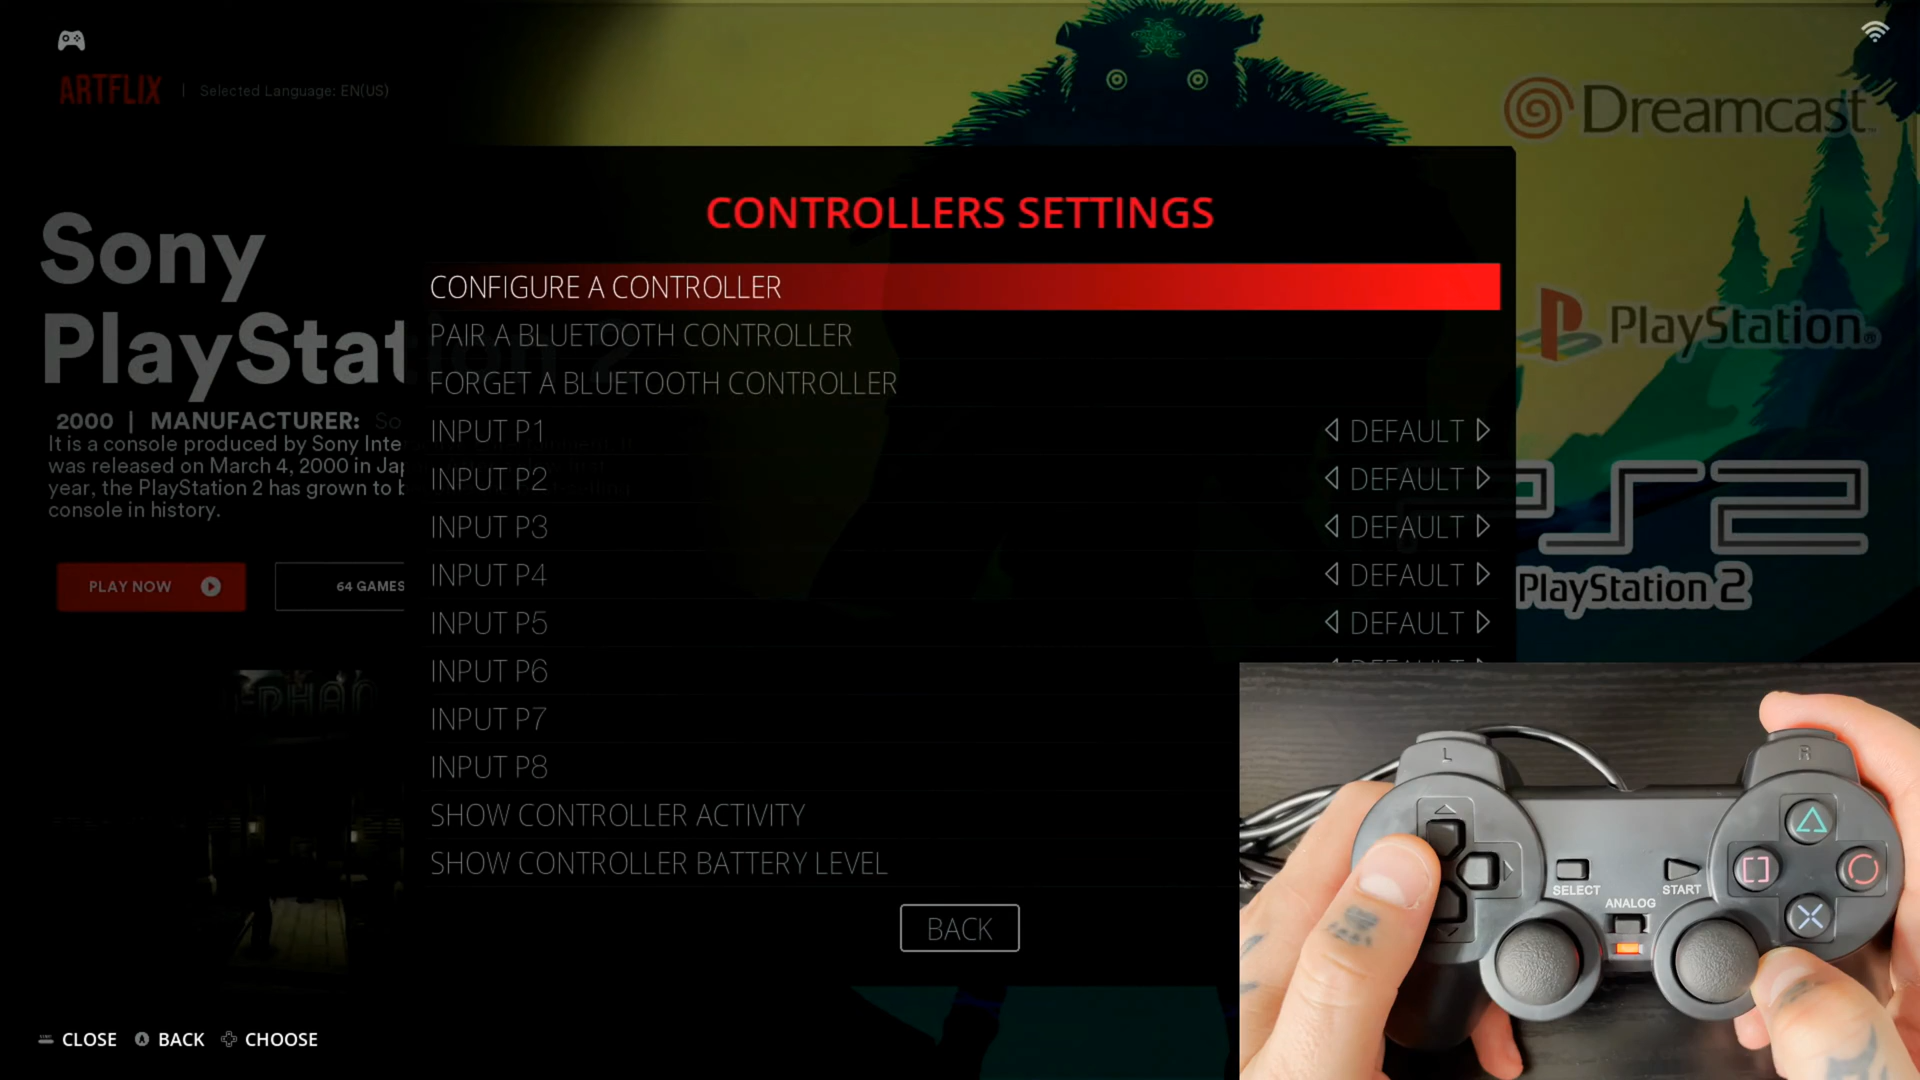 ARTFLIX | Selected Language: EN(US)
Dreamcast
CONTROLLERS SETTINGS
Sony
PlayStat
2000 | MANUFACTURER: So
It is a console produced by Sony Inte
was released on March 4, 2000 in Jap
year, the PlayStation 2 has grown to b
console in history.
PLAY NOW
64 GAMES
CONFIGURE A CONTROLLER
PAIR A BLUETOOTH CONTROLLER
FORGET A BLUETOOTH CONTROLLER
INPUT P1 DEFAULT
INPUT P2 DEFAULT
INPUT P3 DEFAULT
INPUT P4 DEFAULT
INPUT P5 DEFAULT
INPUT P6
INPUT P7
INPUT P8
SHOW CONTROLLER ACTIVITY
SHOW CONTROLLER BATTERY LEVEL
BACK
PlayStation
PS2
PlayStation 2
L
R
SELECT
START
ANALOG
CLOSE BACK CHOOSE